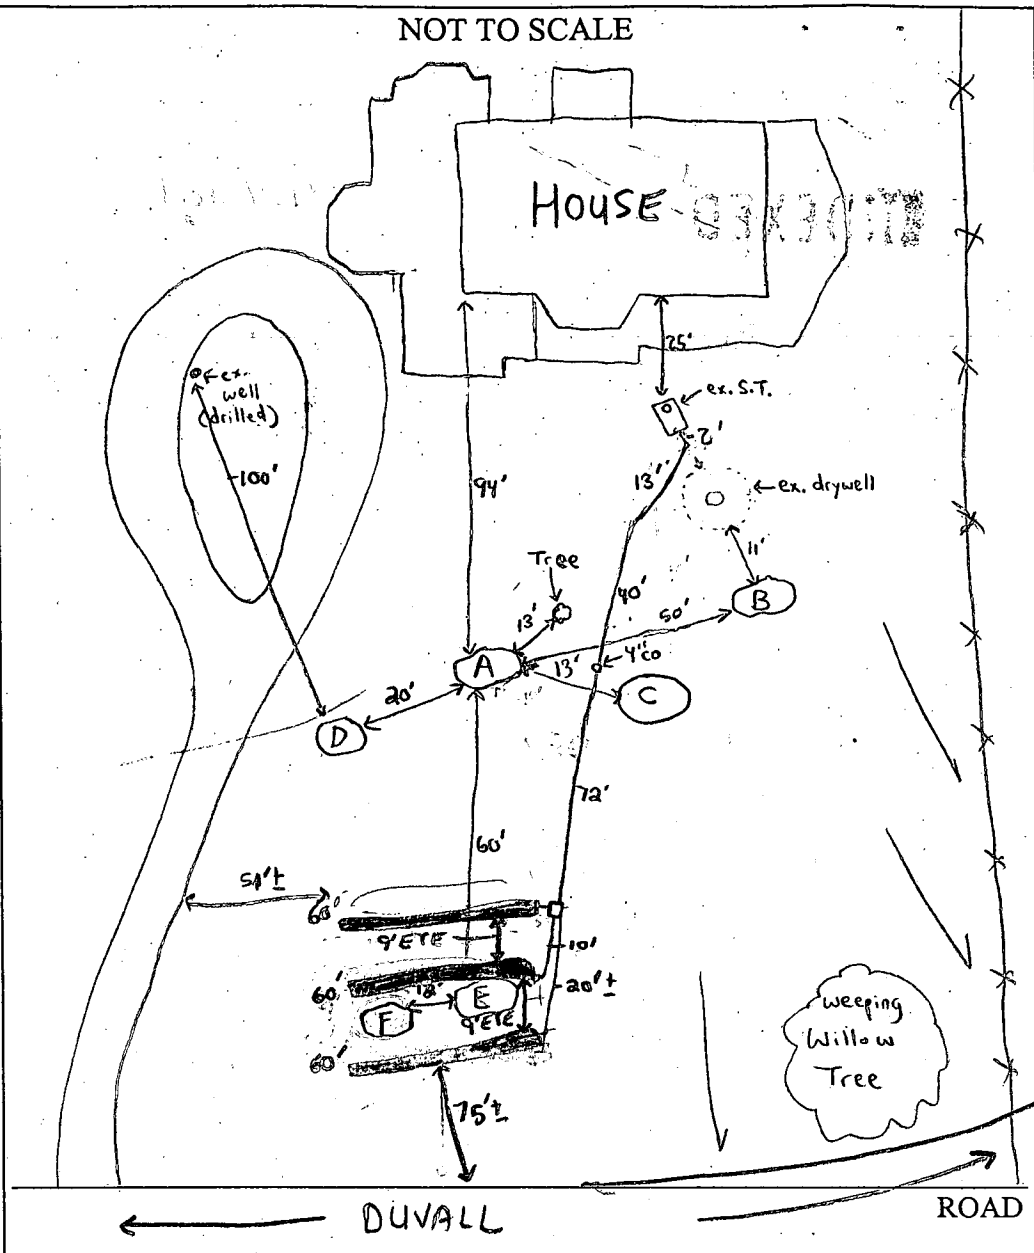 NOT TO SCALE
HOUSE
INDEXED
25'
ex. S.T.
ex.
well
(drilled)
2'
94'
13'
100'
ex. drywell
11'
Tree
40'
B
50'
13'
A
13'
4"co
C
20'
D
72'
60'
51'±
60'
9'ETE
10'
60'
20'±
12'
E
F
9'ETE
weeping
Willow
Tree
60'
75'±
ROAD
DUVALL